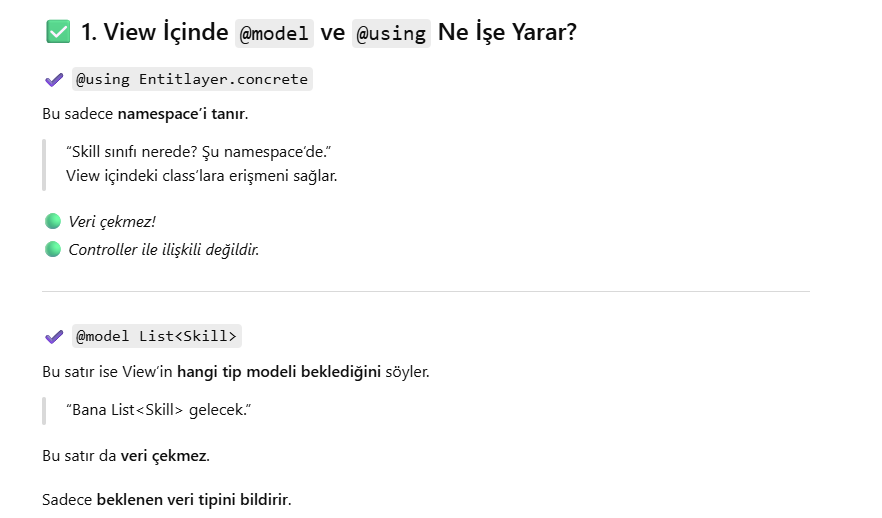 ✅ 1. View İçinde @model ve @using Ne İşe Yarar?
✔ @using Entitlayer.concrete
Bu sadece namespace’i tanır.
“Skill sınıfı nerede? Şu namespace’de.”
View içindeki class’lara erişmeni sağlar.
🟢 Veri çekmez!
🟢 Controller ile ilişkili değildir.
✔ @model List<Skill>
Bu satır ise View’in hangi tip modeli beklediğini söyler.
“Bana List<Skill> gelecek.”
Bu satır da veri çekmez.
Sadece beklenen veri tipini bildirir.